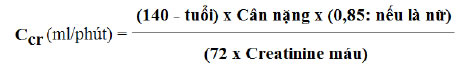 (140 - tuổi) x Cân nặng x (0,85: nếu là nữ)
Ccr (ml/phút) =
(72 x Creatinine máu)